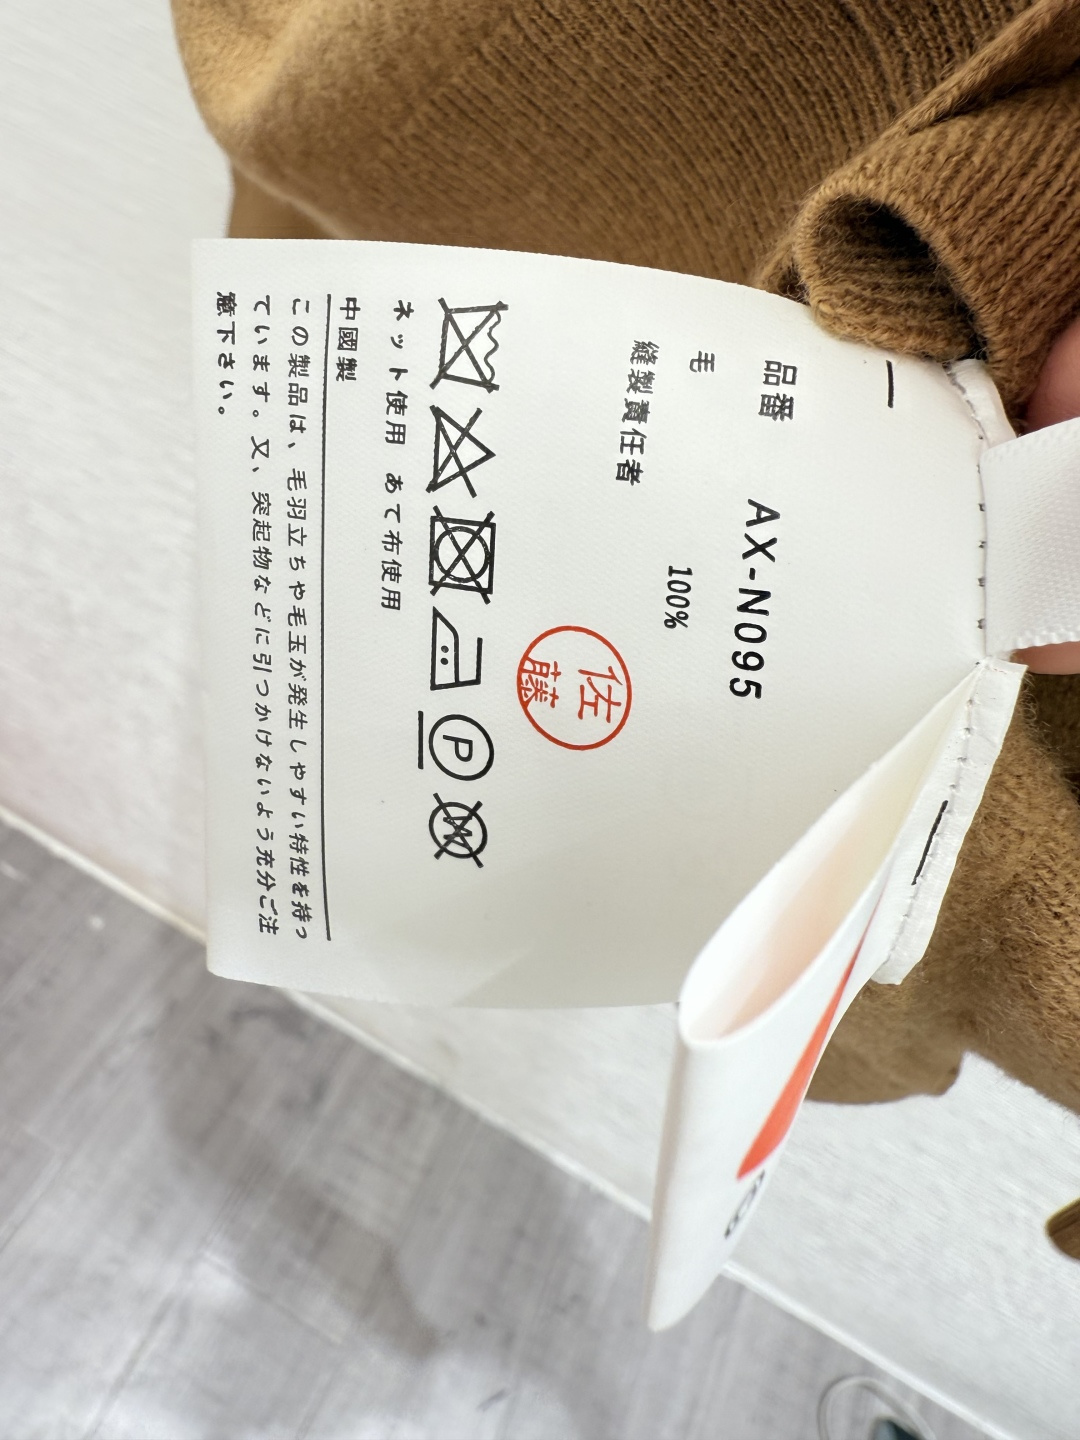 品番 AX-N095
毛 100%
縫製責任者
佐藤
P W
ネット使用 あて布使用
中國製
この製品は、毛羽立ちや毛玉が発生しやすい特性を持っ
ています。又、突起物などに引つかけないよう充分ご注
意下さい。